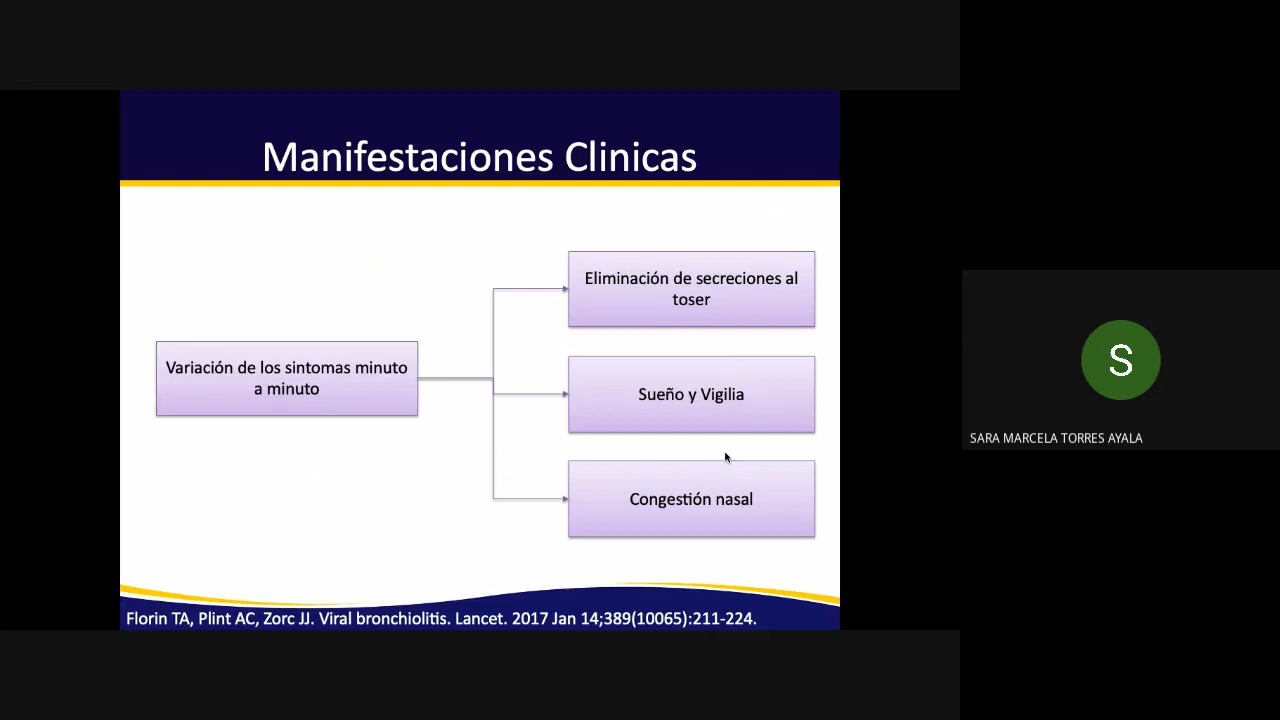 Manifestaciones Clinicas
Variación de los sintomas minuto
a minuto
Eliminación de secreciones al
toser
Sueño y Vigilia
Congestión nasal
Florin TA, Plint AC, Zorc JJ. Viral bronchiolitis. Lancet. 2017 Jan 14;389(10065):211-224.
S
SARA MARCELA TORRES AYALA